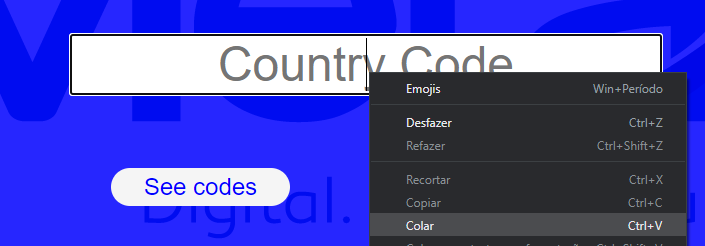 Country Code
Emojis Win+Período
Desfazer Ctrl+Z
Refazer Ctrl+Shift+Z
Recortar Ctrl+X
Copiar Ctrl+C
See codes
Digital.
Colar Ctrl+V